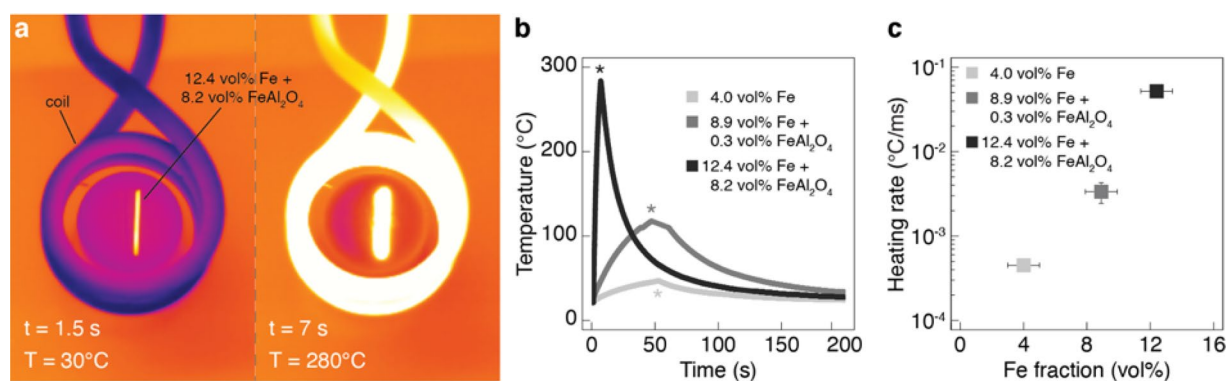 a
12.4 vol% Fe +
8.2 vol% FeAl₂O₄
coil
t = 1.5 s
T = 30°C
t = 7 s
T = 280°C
b
Temperature (°C)
300
200
100
0
*
*
*
4.0 vol% Fe
8.9 vol% Fe +
0.3 vol% FeAl₂O₄
12.4 vol% Fe +
8.2 vol% FeAl₂O₄
0 50 100 150 200
Time (s)
c
Heating rate (°C/ms)
10⁻¹
10⁻²
10⁻³
10⁻⁴
4.0 vol% Fe
8.9 vol% Fe +
0.3 vol% FeAl₂O₄
12.4 vol% Fe +
8.2 vol% FeAl₂O₄
0 4 8 12 16
Fe fraction (vol%)